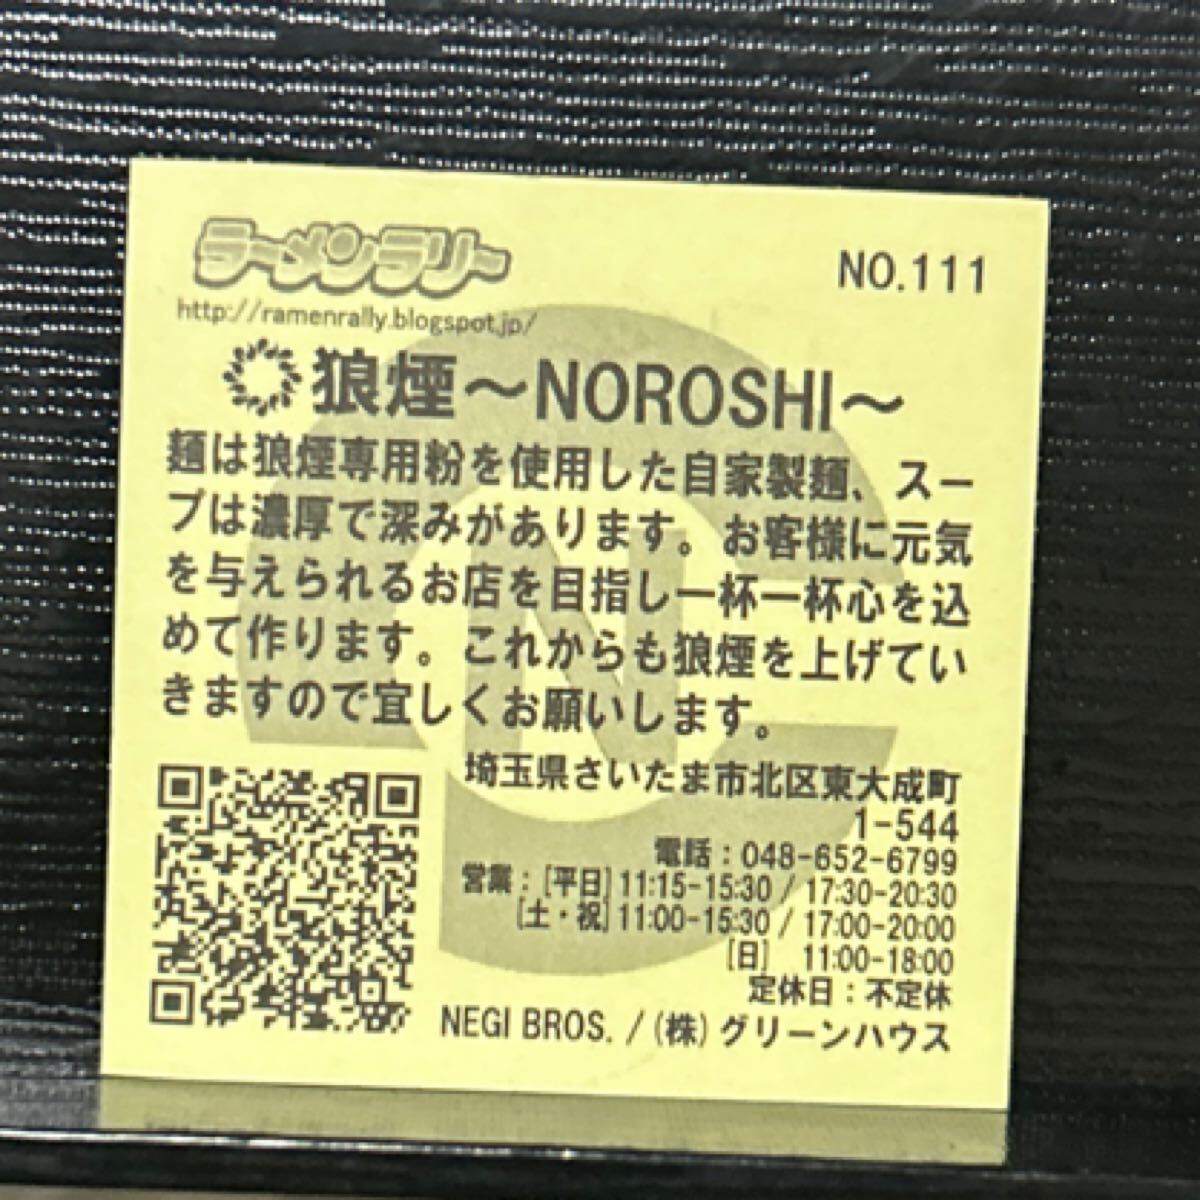 ラーメンラリー
NO.111
http://ramenrally.blogspot.jp/
狼煙～NOROSHI～
麺は狼煙専用粉を使用した自家製麺、スー
プは濃厚で深みがあります。お客様に元気
を与えられるお店を目指し一杯一杯心を込
めて作ります。これからも狼煙を上げてい
きますので宜しくお願いします。
埼玉県さいたま市北区東大成町
1-544
電話：048-652-6799
営業：[平日]11:15-15:30 / 17:30-20:30
[土・祝]11:00-15:30 / 17:00-20:00
[日] 11:00-18:00
定休日：不定休
NEGI BROS. / (株) グリーンハウス